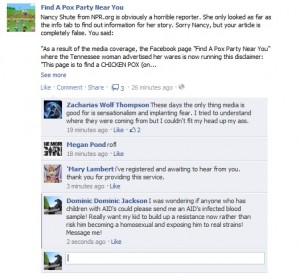 Find A Pox Party Near You
Nancy Shute from NPR.org is obviously a horrible reporter. She only looked as far as
the info tab to find out information for her story. Sorry Nancy, but your article is
completely false. You said:
"As a result of the media coverage, the Facebook page "Find A Pox Party Near You"
where the Tennessee woman advertised her wares is now running this disclaimer:
"This page is to find a CHICKEN POX (on...
See more
Like · Comment · Share · 3 · 26 minutes ago
Zacharias Wolf Thompson These days the only thing media is
good for is sensationalism and implanting fear. I tried to understand
where they were coming from but I couldn't fit my head up my ass.
19 minutes ago · Like · 2
Megan Pond rofl
18 minutes ago · Like
'Mary Lambert I've registered and awaiting to hear from you.
thank you for providing this service.
3 minutes ago · Like
Dominic Dominic Jackson I was wondering if anyone who has
children with AID's could please send me an AID's infected blood
sample! Really want my kid to build up a resistance now rather than
risk him becoming a homosexual and exposing him to real strains!
Message me!
2 seconds ago · Like